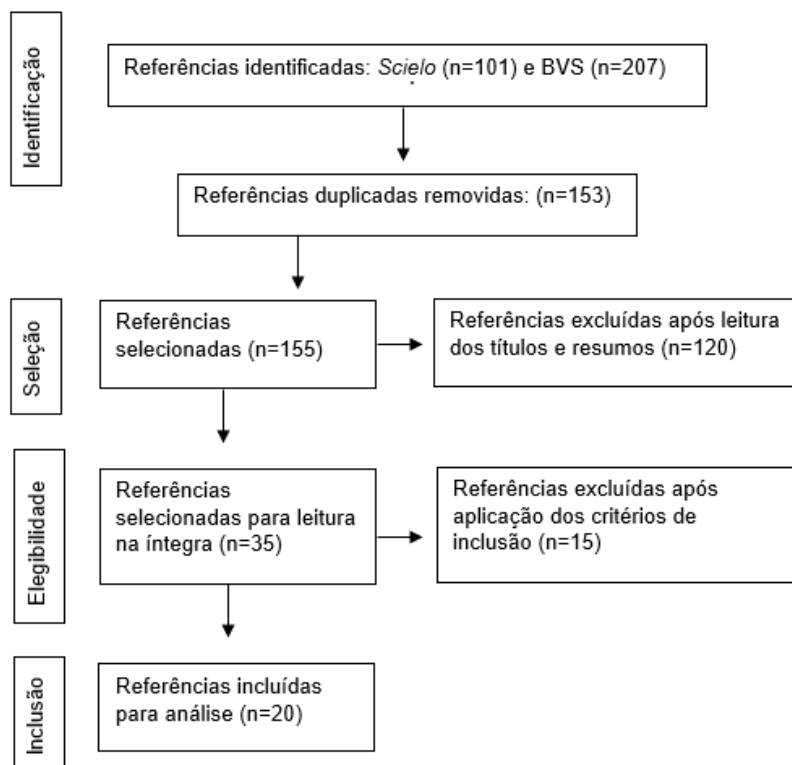 Identificação
Referências identificadas: Scielo (n=101) e BVS (n=207)
Referências duplicadas removidas: (n=153)
Seleção
Referências
selecionadas (n=155)
Referências excluídas após leitura
dos títulos e resumos (n=120)
Elegibilidade
Referências
selecionadas para leitura
na íntegra (n=35)
Referências excluídas após
aplicação dos critérios de
inclusão (n=15)
Inclusão
Referências incluídas
para análise (n=20)